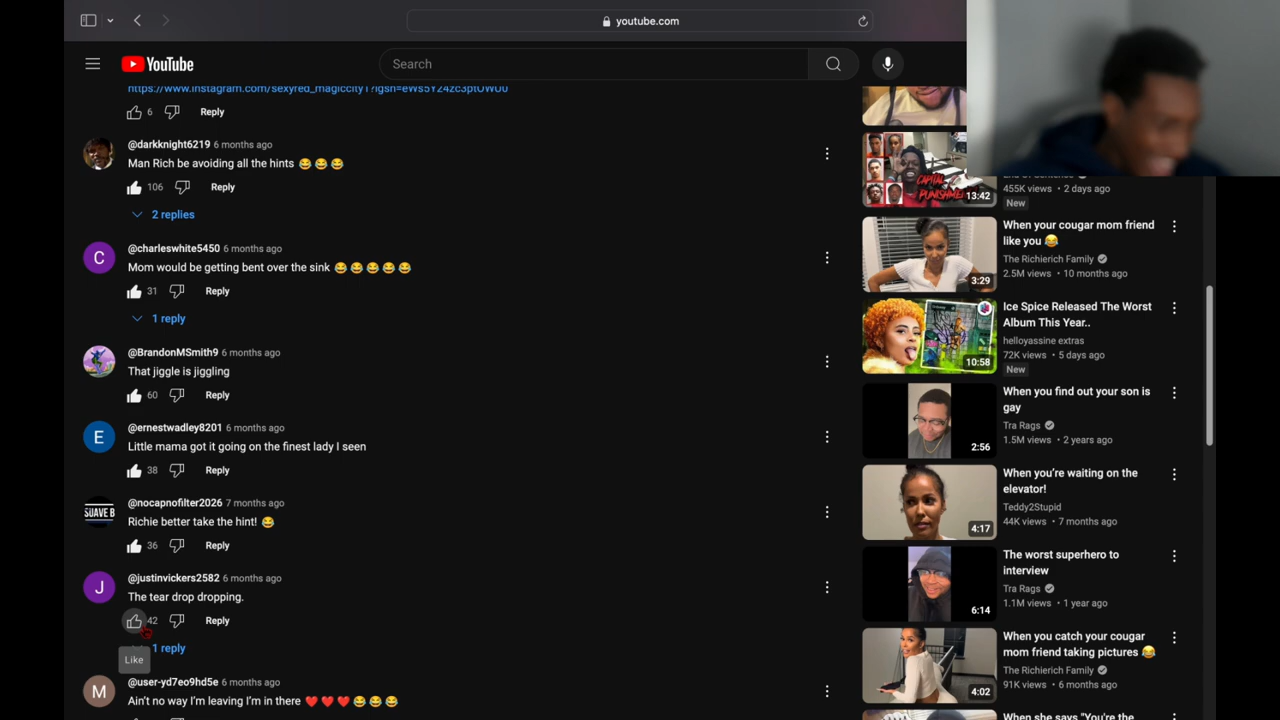 youtube.com
YouTube
Search
https://www.instagram.com/sexyred_magiccity1?igsh=eWs5Y24zc3ptOWU0
6
Reply
@darkknight6219 6 months ago
Man Rich be avoiding all the hints 😂 😂 😂
106
Reply
2 replies
@charleswhite5450 6 months ago
getting bent over the sink 😂 😂 😂 😂 😂
31
Reply
1 reply
@BrandonMSmith9 6 months ago
That jiggle is jiggling
60
Reply
@ernestwadley8201 6 months ago
Little mama got it going on the finest lady I seen
38
Reply
SUAVE B
@nocapnofilter2026 7 months ago
Richie better take the hint! 😂
36
Reply
J
@justinvickers2582 6 months ago
The tear drop dropping.
42
Reply
1 reply
Like
M
@user-yd7eo9hd5e 6 months ago
Ain't no way I'm leaving I'm in there ❤️ ❤️ ❤️ 😂 😂 😂
CAPITAL
PUNISHMENT
13:42
455K views • 2 days ago
New
3:29
When your cougar mom friend
like you 😂
The Richierich Family
2.5M views • 10 months ago
10:58
Ice Spice Released The Worst
Album This Year..
helloyassine extras
72K views • 5 days ago
New
2:56
When you find out your son is
gay
Tra Rags
1.5M views • 2 years ago
4:17
When you're waiting on the
elevator!
Teddy2Stupid
44K views • 7 months ago
6:14
The worst superhero to
interview
Tra Rags
1.1M views • 1 year ago
4:02
When you catch your cougar
mom friend taking pictures 😂
The Richierich Family
91K views • 6 months ago
When she says "You're the